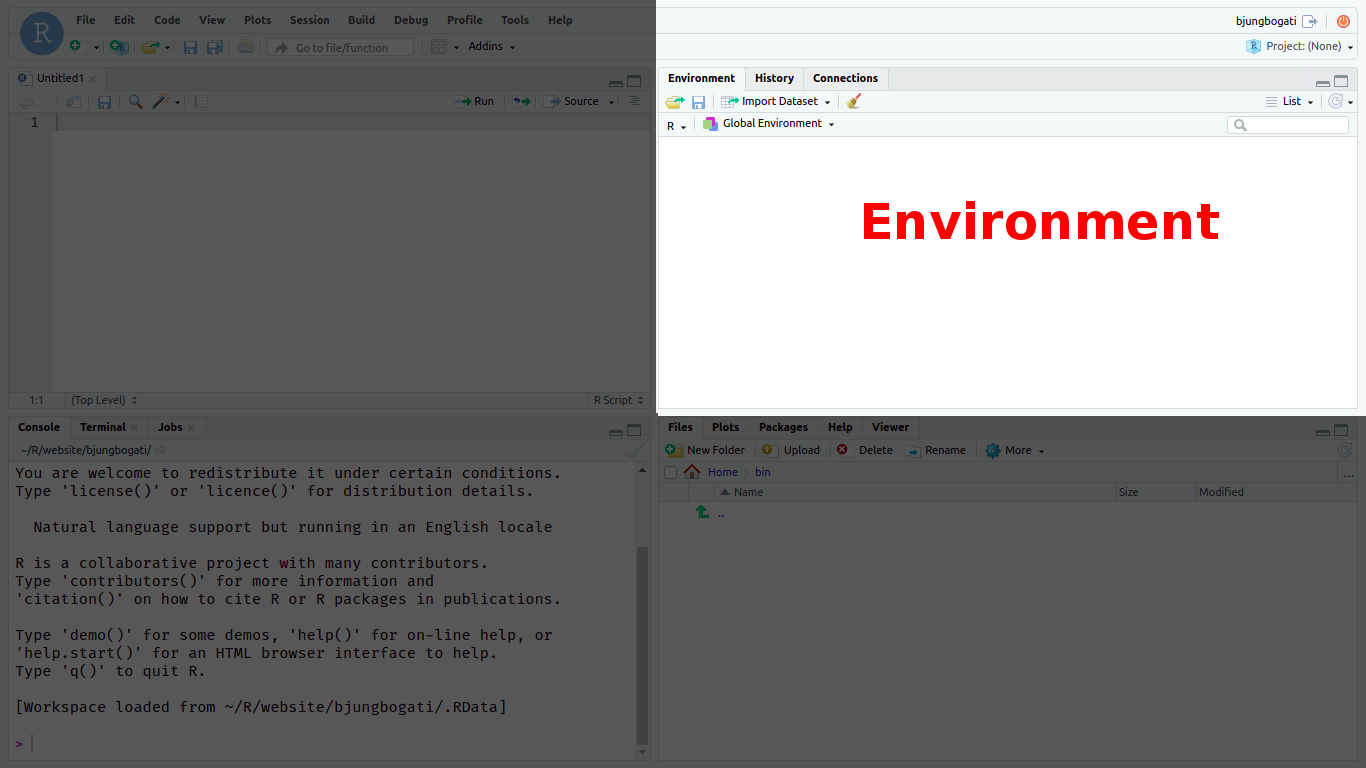 File Edit Code View Plots Session Build Debug Profile Tools Help
bjungbogati
R
Go to file/function
Addins
Project: (None)
Untitled1
Run
Source
1
1:1
(Top Level)
R Script
Environment History Connections
Import Dataset
List
R
Global Environment
Environment
Console Terminal Jobs
~/R/website/bjungbogati/
You are welcome to redistribute it under certain conditions.
Type 'license()' or 'licence()' for distribution details.
Natural language support but running in an English locale
R is a collaborative project with many contributors.
Type 'contributors()' for more information and
'citation()' on how to cite R or R packages in publications.
Type 'demo()' for some demos, 'help()' for on-line help, or
'help.start()' for an HTML browser interface to help.
Type 'q()' to quit R.
[Workspace loaded from ~/R/website/bjungbogati/.RData]
>
Files Plots Packages Help Viewer
New Folder Upload Delete Rename More
Home bin ...
Name Size Modified
..